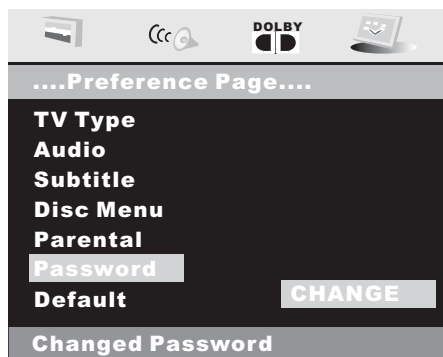 DOLBY
....Preference Page....
TV Type
Audio
Subtitle
Disc Menu
Parental
Password
Default
CHANGE
Changed Password